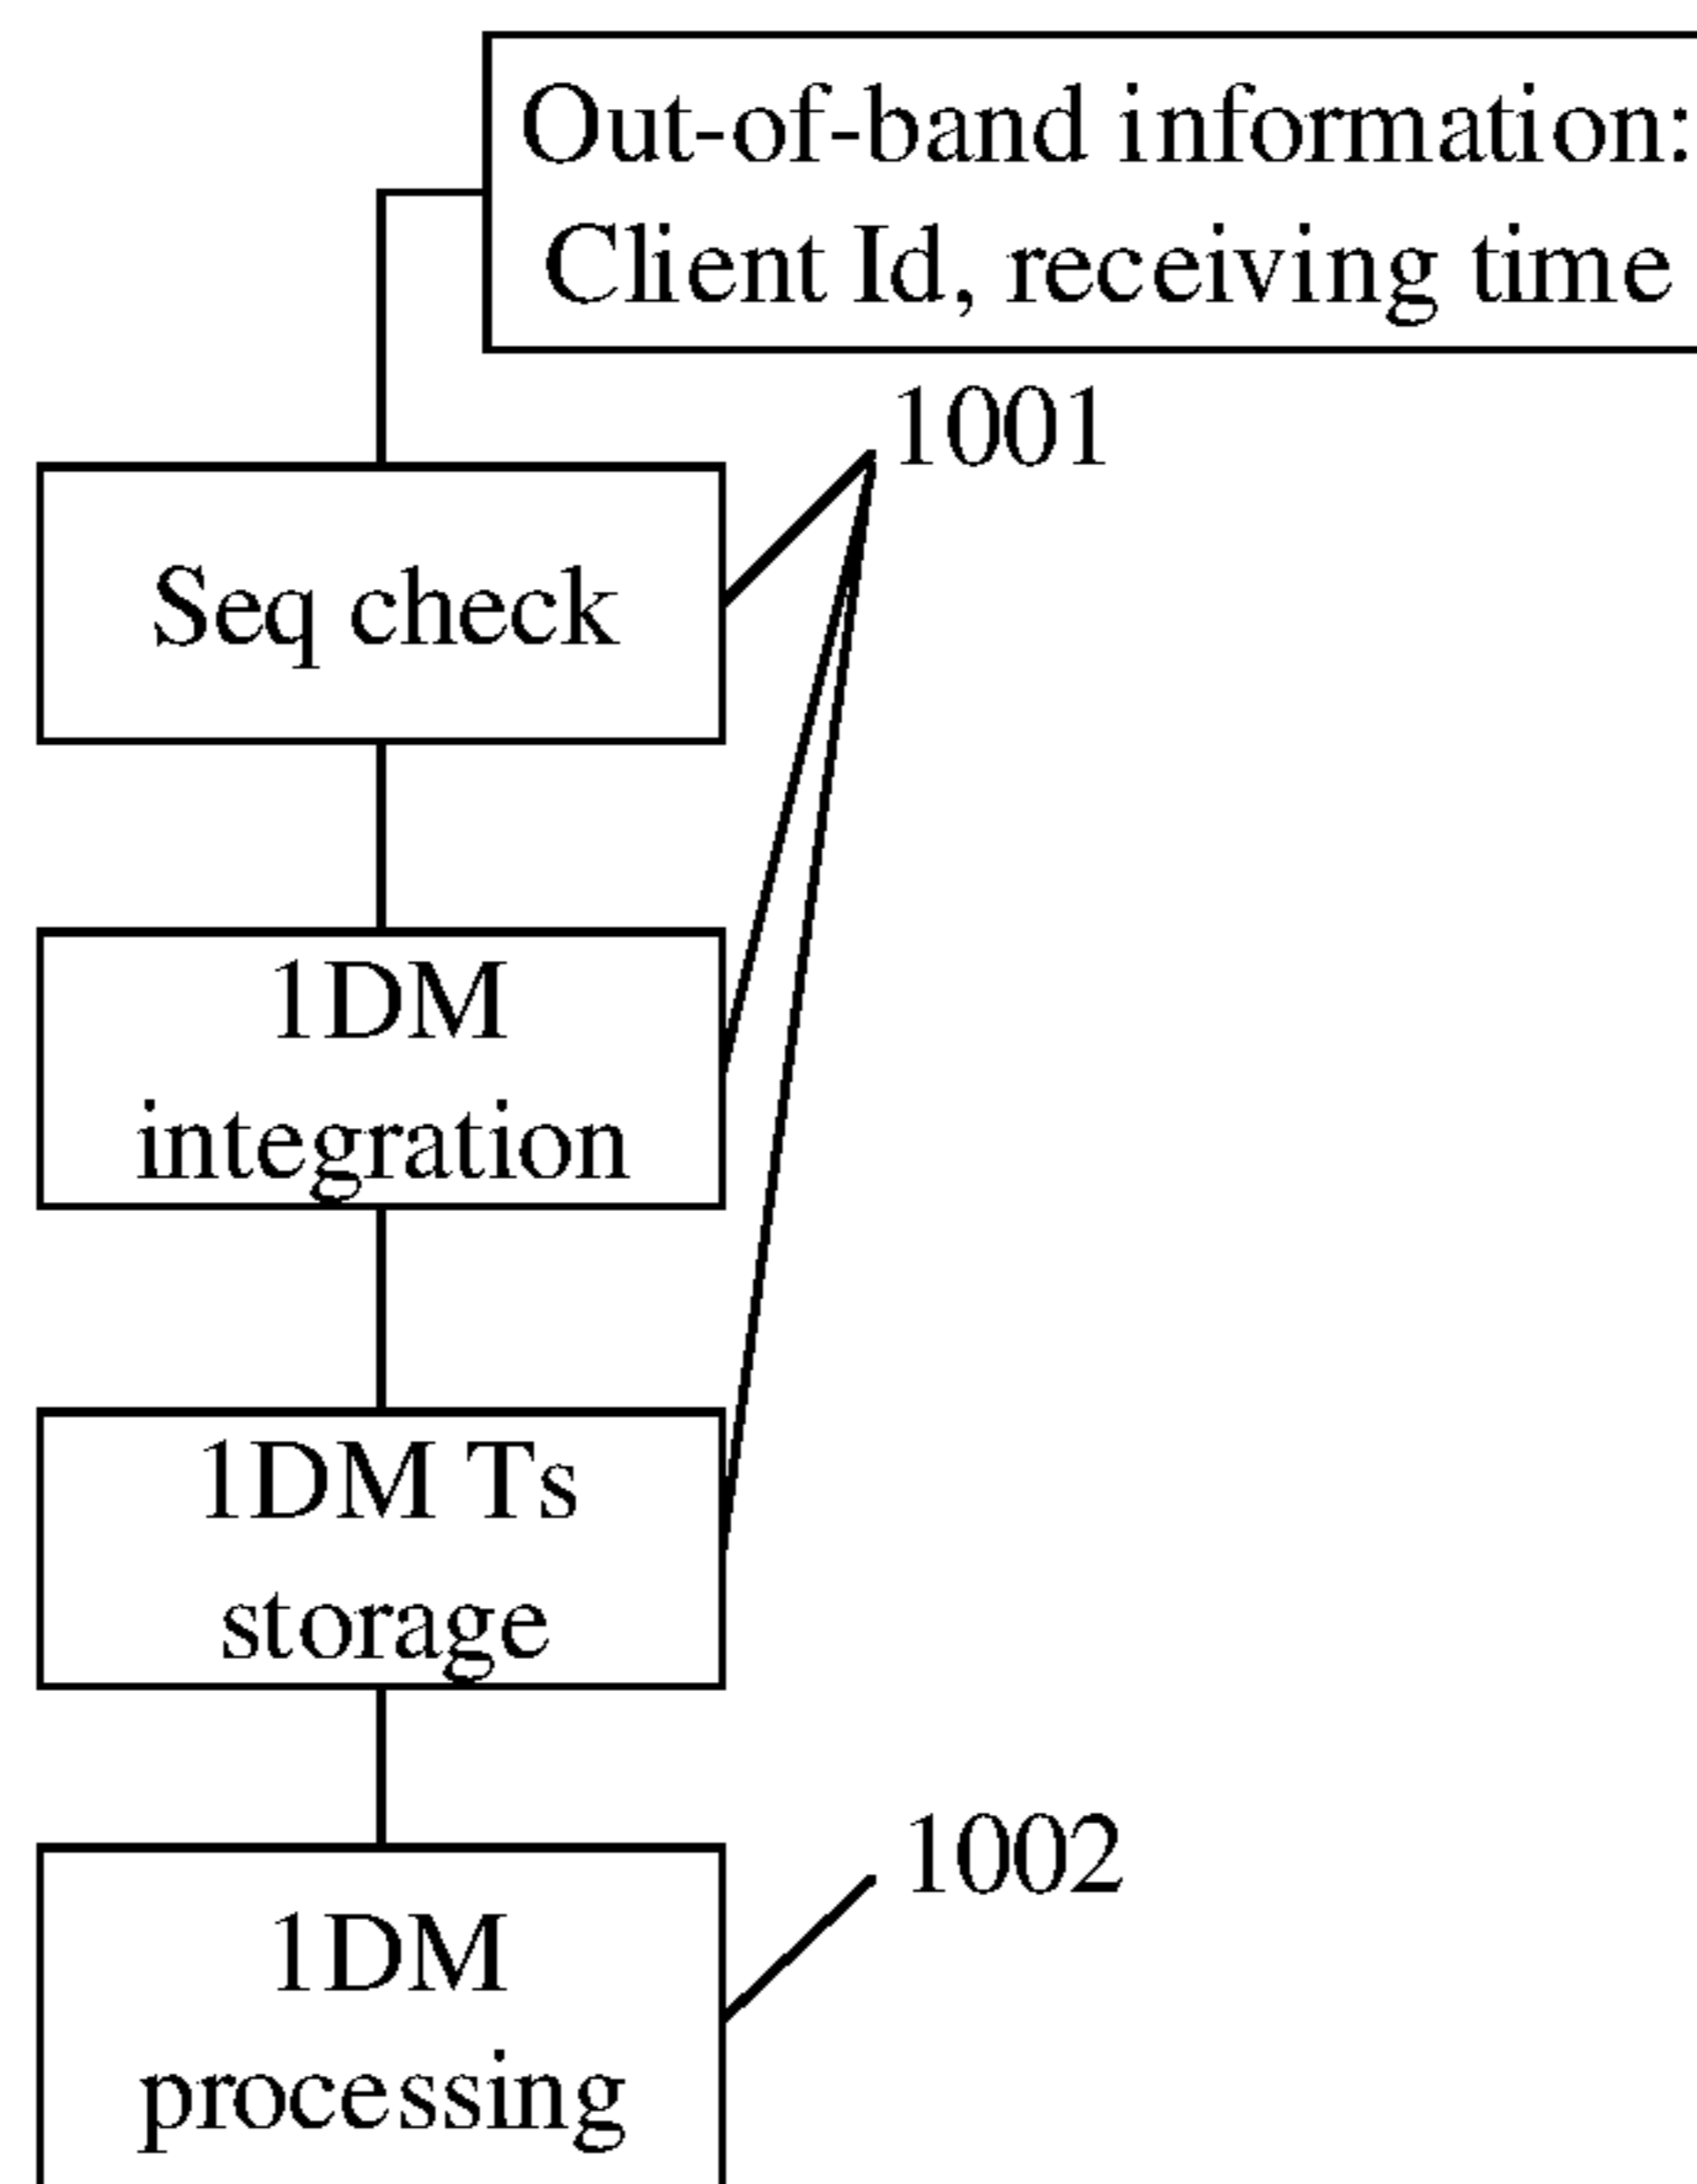 Out-of-band information:
Client Id, receiving time
1001
Seq check
1DM
integration
1DM Ts
storage
1002
1DM
processing